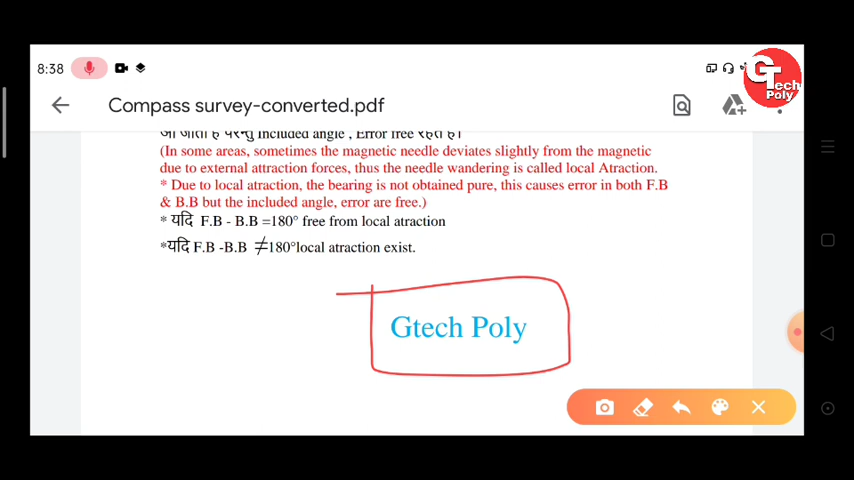 8:38
GTech
Poly
Compass survey-converted.pdf
जा जाता है परन्तु Included angle , Error free रहते है।
(In some areas, sometimes the magnetic needle deviates slightly from the magnetic
due to external attraction forces, thus the needle wandering is called local Atraction.
* Due to local atraction, the bearing is not obtained pure, this causes error in both F.B
& B.B but the included angle, error are free.)
* यदि F.B - B.B =180° free from local atraction
*यदि F.B -B.B ≠180°local atraction exist.
Gtech Poly